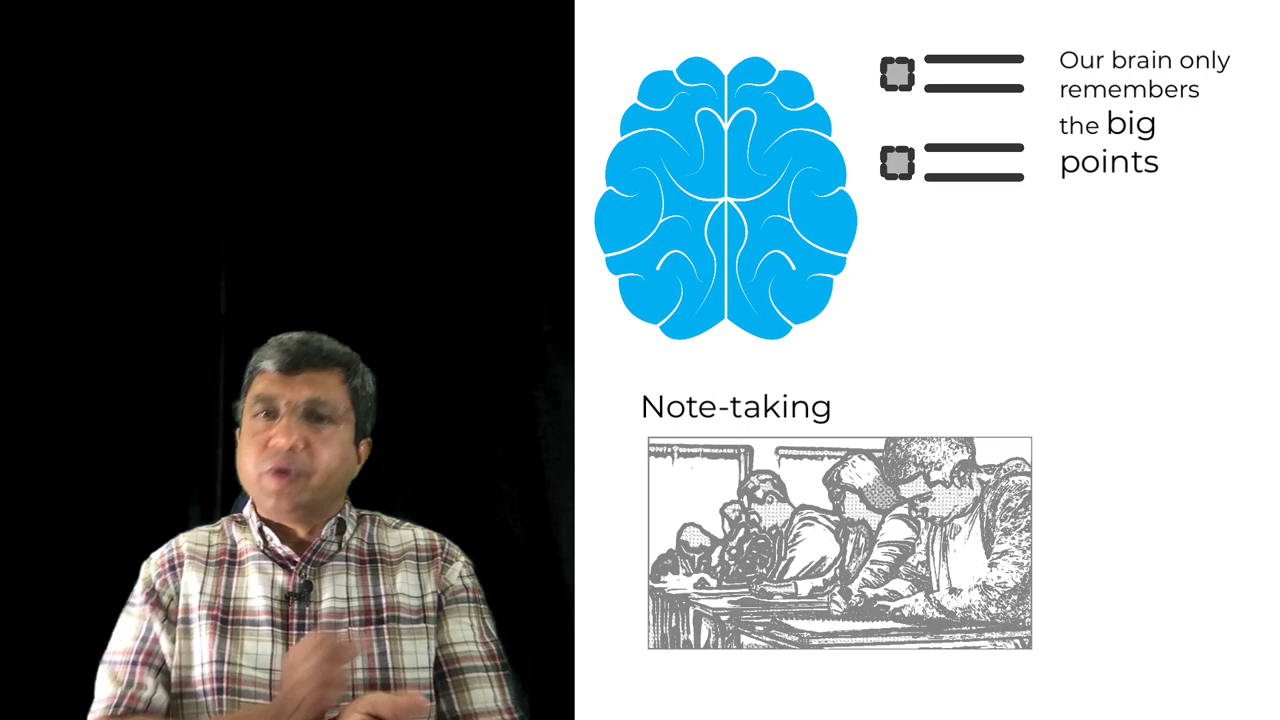 Our brain only
remembers
the big
points
Note-taking